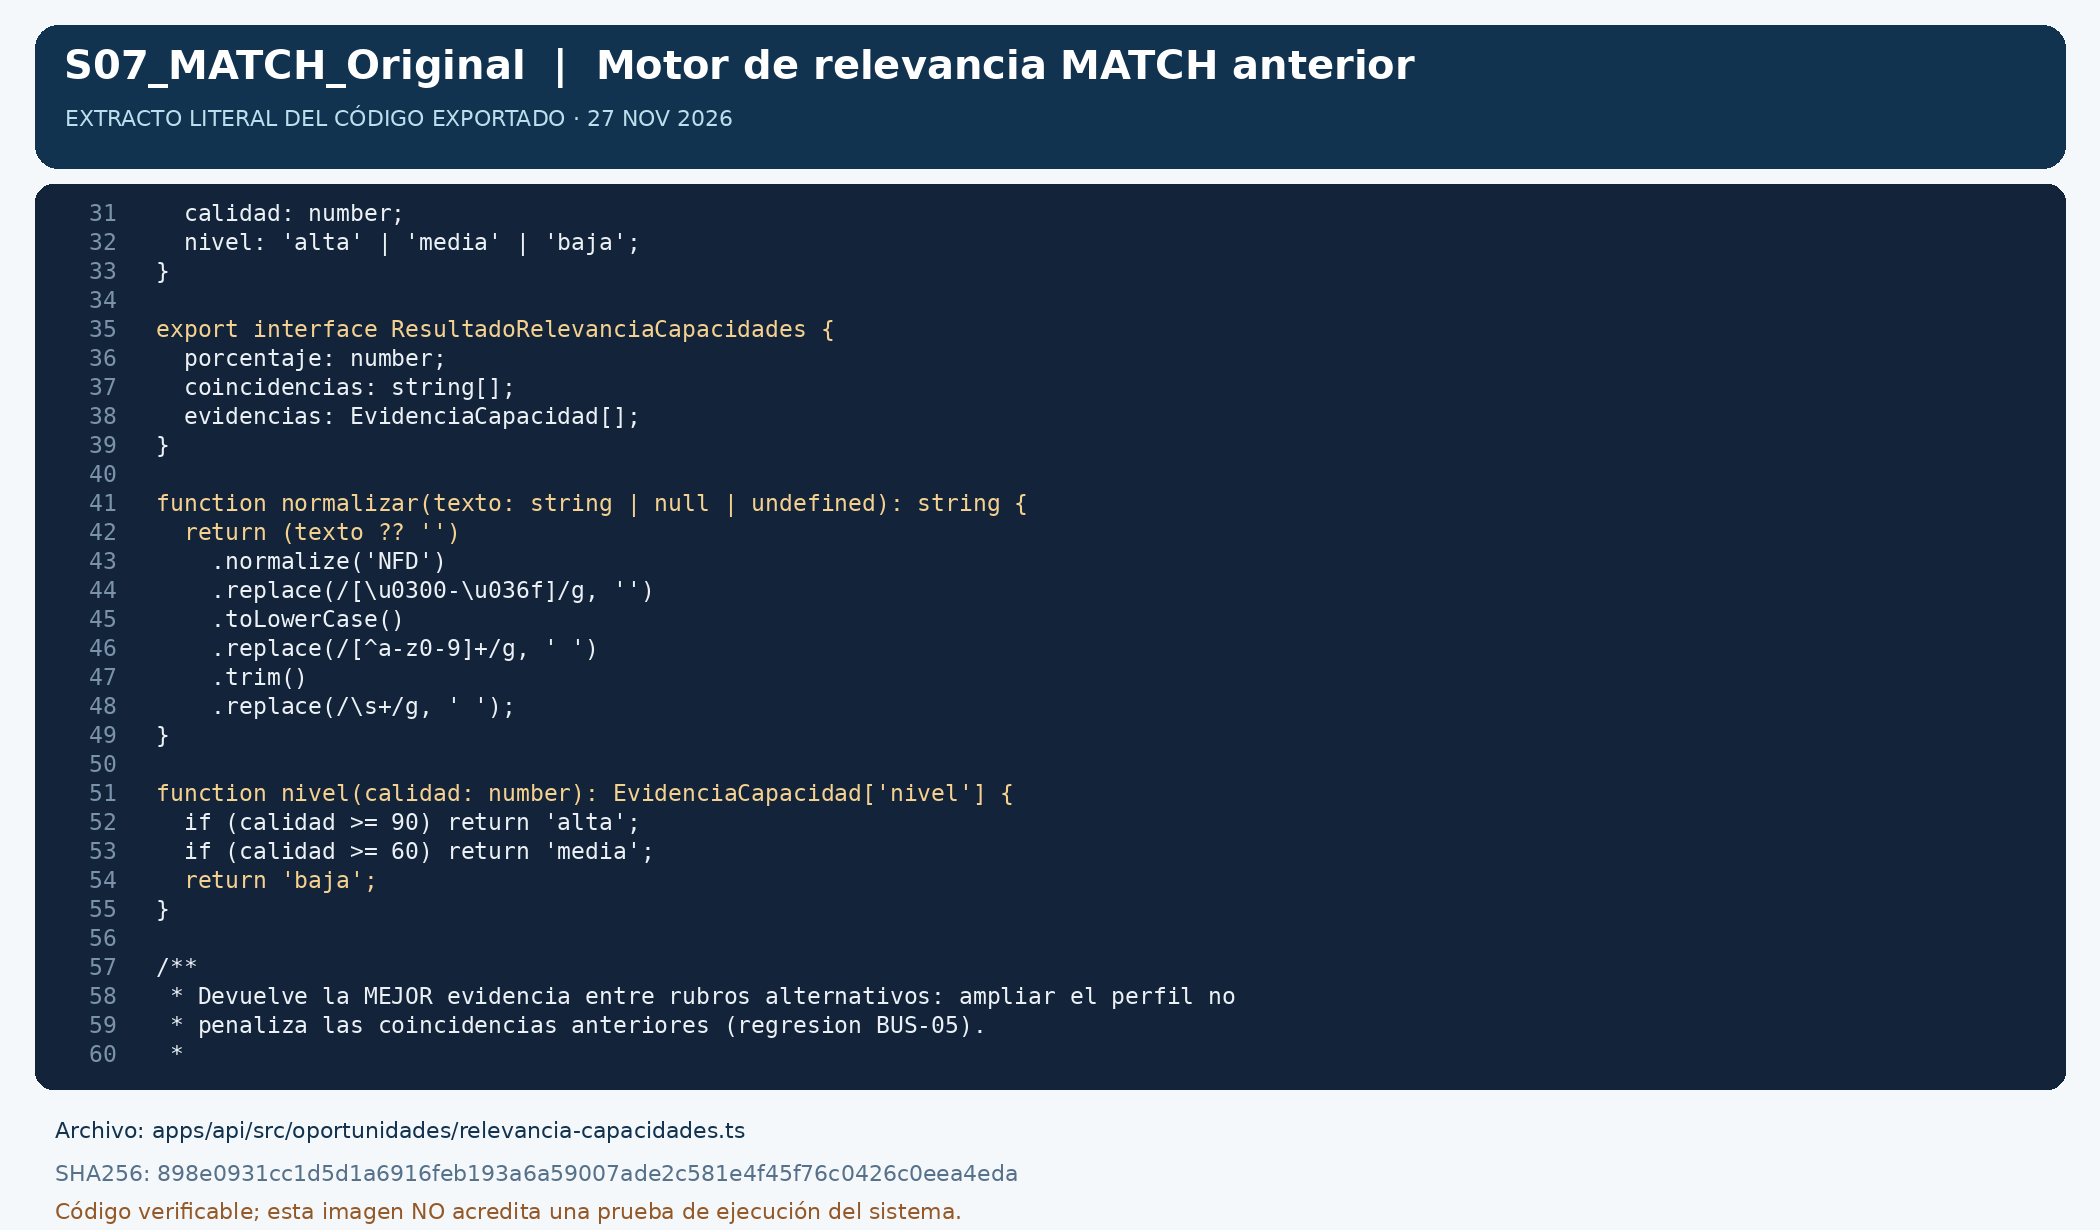 S07_MATCH_Original | Motor de relevancia MATCH anterior
EXTRACTO LITERAL DEL CÓDIGO EXPORTADO · 27 NOV 2026
31 calidad: number;
32 nivel: 'alta' | 'media' | 'baja';
33 }
34
35 export interface ResultadoRelevanciaCapacidades {
36 porcentaje: number;
37 coincidencias: string[];
38 evidencias: EvidenciaCapacidad[];
39 }
40
41 function normalizar(texto: string | null | undefined): string {
42 return (texto ?? '')
43 .normalize('NFD')
44 .replace(/[\u0300-\u036f]/g, '')
45 .toLowerCase()
46 .replace(/[^a-z0-9]+/g, ' ')
47 .trim()
48 .replace(/\s+/g, ' ');
49 }
50
51 function nivel(calidad: number): EvidenciaCapacidad['nivel'] {
52 if (calidad >= 90) return 'alta';
53 if (calidad >= 60) return 'media';
54 return 'baja';
55 }
56
57 /**
58 * Devuelve la MEJOR evidencia entre rubros alternativos: ampliar el perfil no
59 * penaliza las coincidencias anteriores (regresion BUS-05).
60 *
Archivo: apps/api/src/oportunidades/relevancia-capacidades.ts
SHA256: 898e0931cc1d5d1a6916feb193a6a59007ade2c581e4f45f76c0426c0eea4eda
Código verificable; esta imagen NO acredita una prueba de ejecución del sistema.